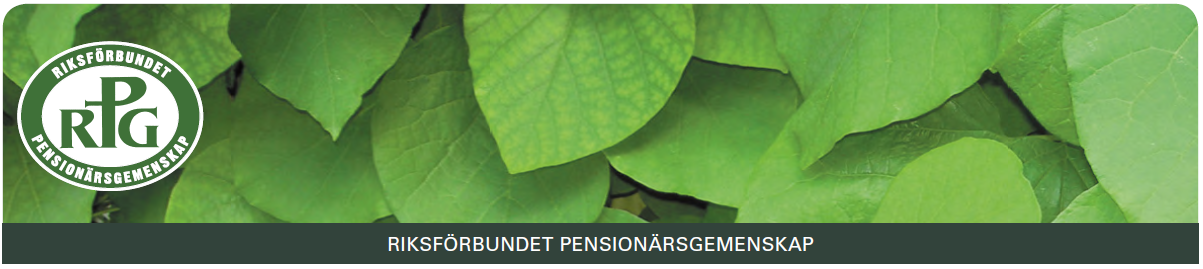 RIKSFÖRBUNDET
RPG
PENSIONÄRSGEMENSKAP
RIKSFÖRBUNDET PENSIONÄRSGEMENSKAP